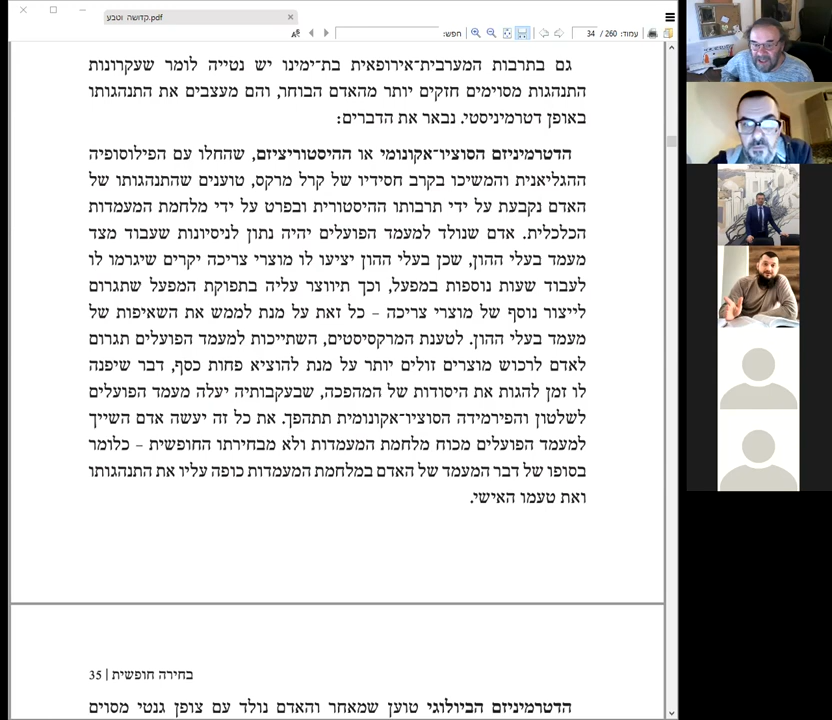 קדושה וטבע.pdf
עמוד: 34 / 260
חפש:
גם בתרבות המערבית־אירופאית בת־ימינו יש נטייה לומר שעקרונות
התנהגות מסוימים חזקים יותר מהאדם הבוחר, והם מעצבים את התנהגותו
באופן דטרמיניסטי. נבאר את הדברים:
הדטרמיניזם הסוציו־אקונומי או ההיסטוריציזם, שהחלו עם הפילוסופיה
ההגליאנית והמשיכו בקרב חסידיו של קרל מרקס, טוענים שהתנהגותו של
האדם נקבעת על ידי תרבותו ההיסטורית ובפרט על ידי מלחמת המעמדות
הכלכלית. אדם שנולד למעמד הפועלים יהיה נתון לניסיונות שעבוד מצד
מעמד בעלי ההון, שכן בעלי ההון יציעו לו מוצרי צריכה יקרים שיגרמו לו
לעבוד שעות נוספות במפעל, וכך תיווצר עליה בתפוקת המפעל שתגרום
לייצור נוסף של מוצרי צריכה – כל זאת על מנת לממש את השאיפות של
מעמד בעלי ההון. לטענת המרקסיסטים, השתייכות למעמד הפועלים תגרום
לאדם לרכוש מוצרים זולים יותר על מנת להוציא פחות כסף, דבר שיפנה
לו זמן להגות את היסודות של המהפכה, שבעקבותיה יעלה מעמד הפועלים
לשלטון והפירמידה הסוציו־אקונומית תתהפך. את כל זה יעשה אדם השייך
למעמד הפועלים מכוח מלחמת המעמדות ולא מבחירתו החופשית – כלומר
בסופו של דבר המעמד של האדם במלחמת המעמדות כופה עליו את התנהגותו
ואת טעמו האישי.
בחירה חופשית | 35
הדטרמיניזם הביולוגי טוען שמאחר והאדם נולד עם צופן גנטי מסוים